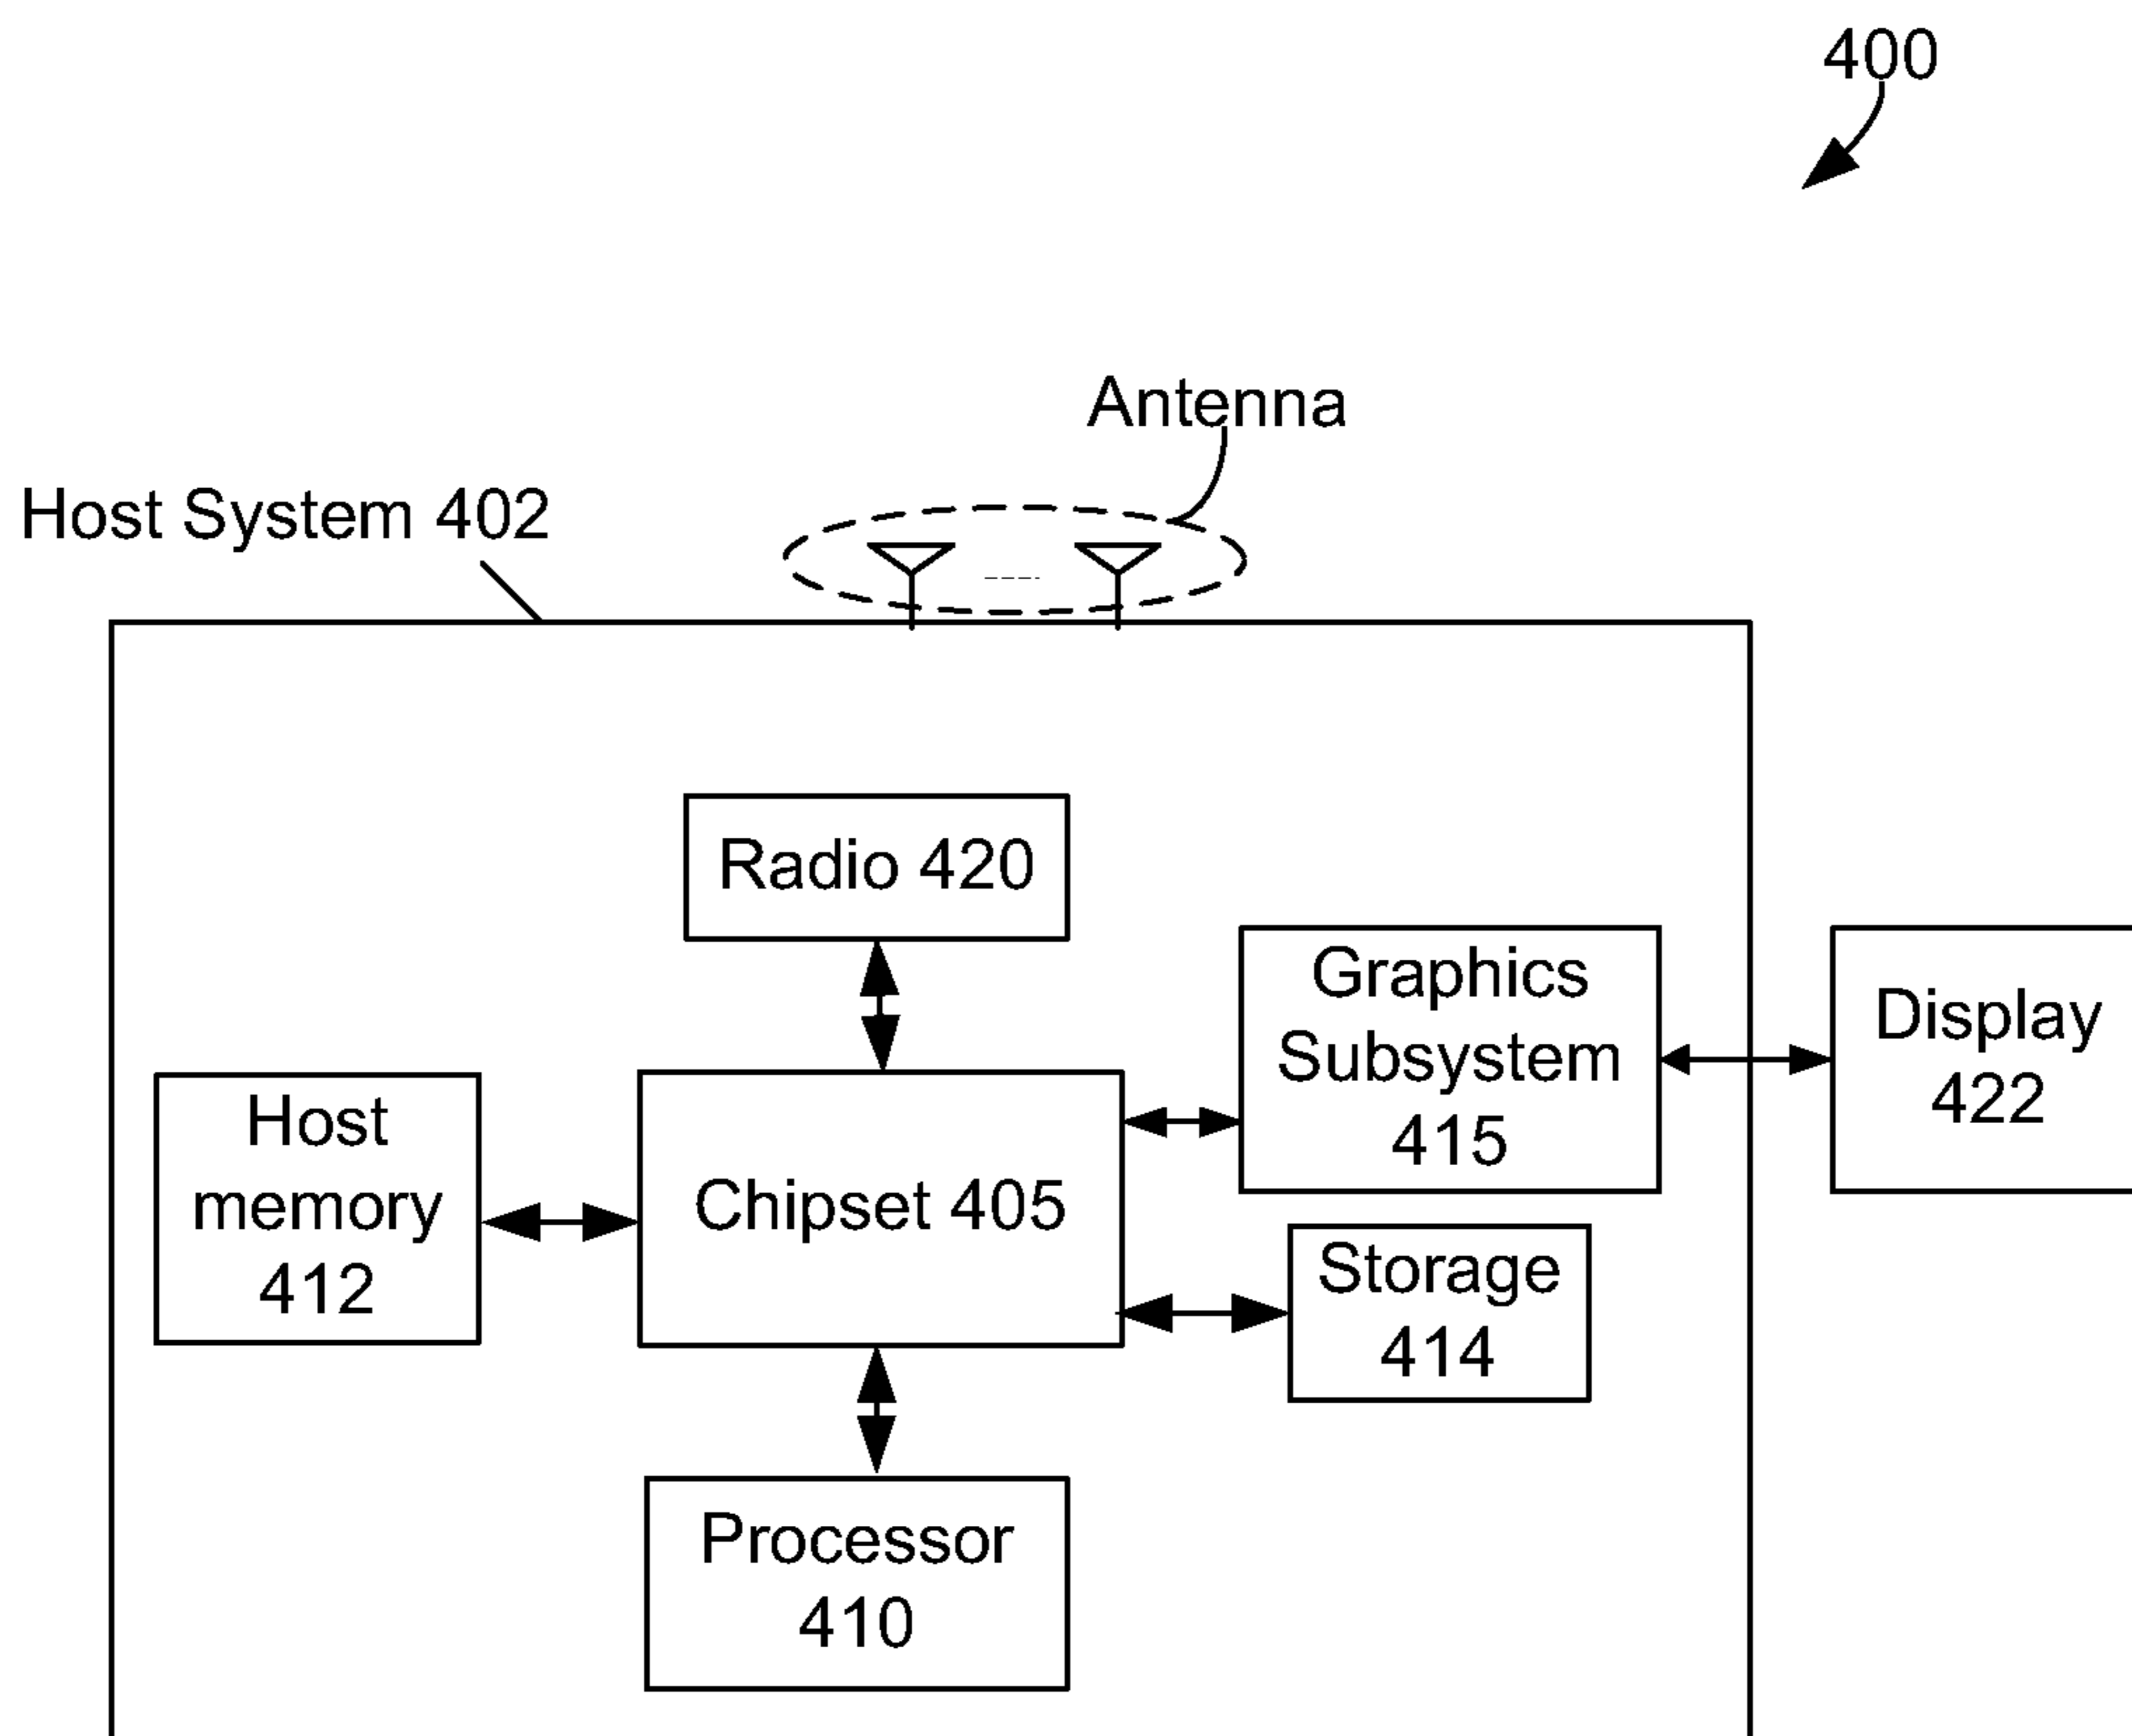 400
Antenna
Host System 402
Radio 420
Graphics
Subsystem
415
Display
422
Host
memory
412
Chipset 405
Storage
414
Processor
410